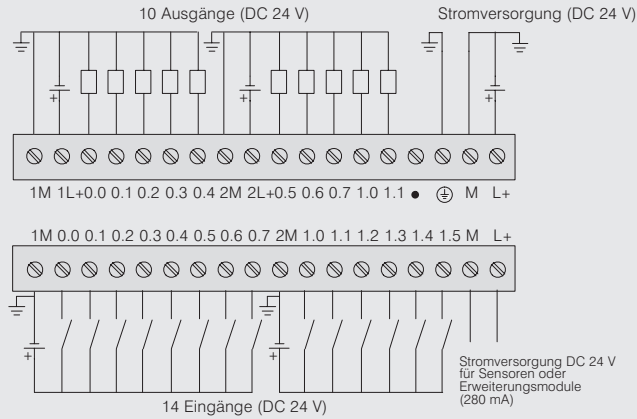 10 Ausgänge (DC 24 V) Stromversorgung (DC 24 V)
+ + +
1M 1L+0.0 0.1 0.2 0.3 0.4 2M 2L+0.5 0.6 0.7 1.0 1.1 ● M L+
1M 0.0 0.1 0.2 0.3 0.4 0.5 0.6 0.7 2M 1.0 1.1 1.2 1.3 1.4 1.5 M L+
+ +
Stromversorgung DC 24 V
für Sensoren oder
Erweiterungsmodule
(280 mA)
14 Eingänge (DC 24 V)